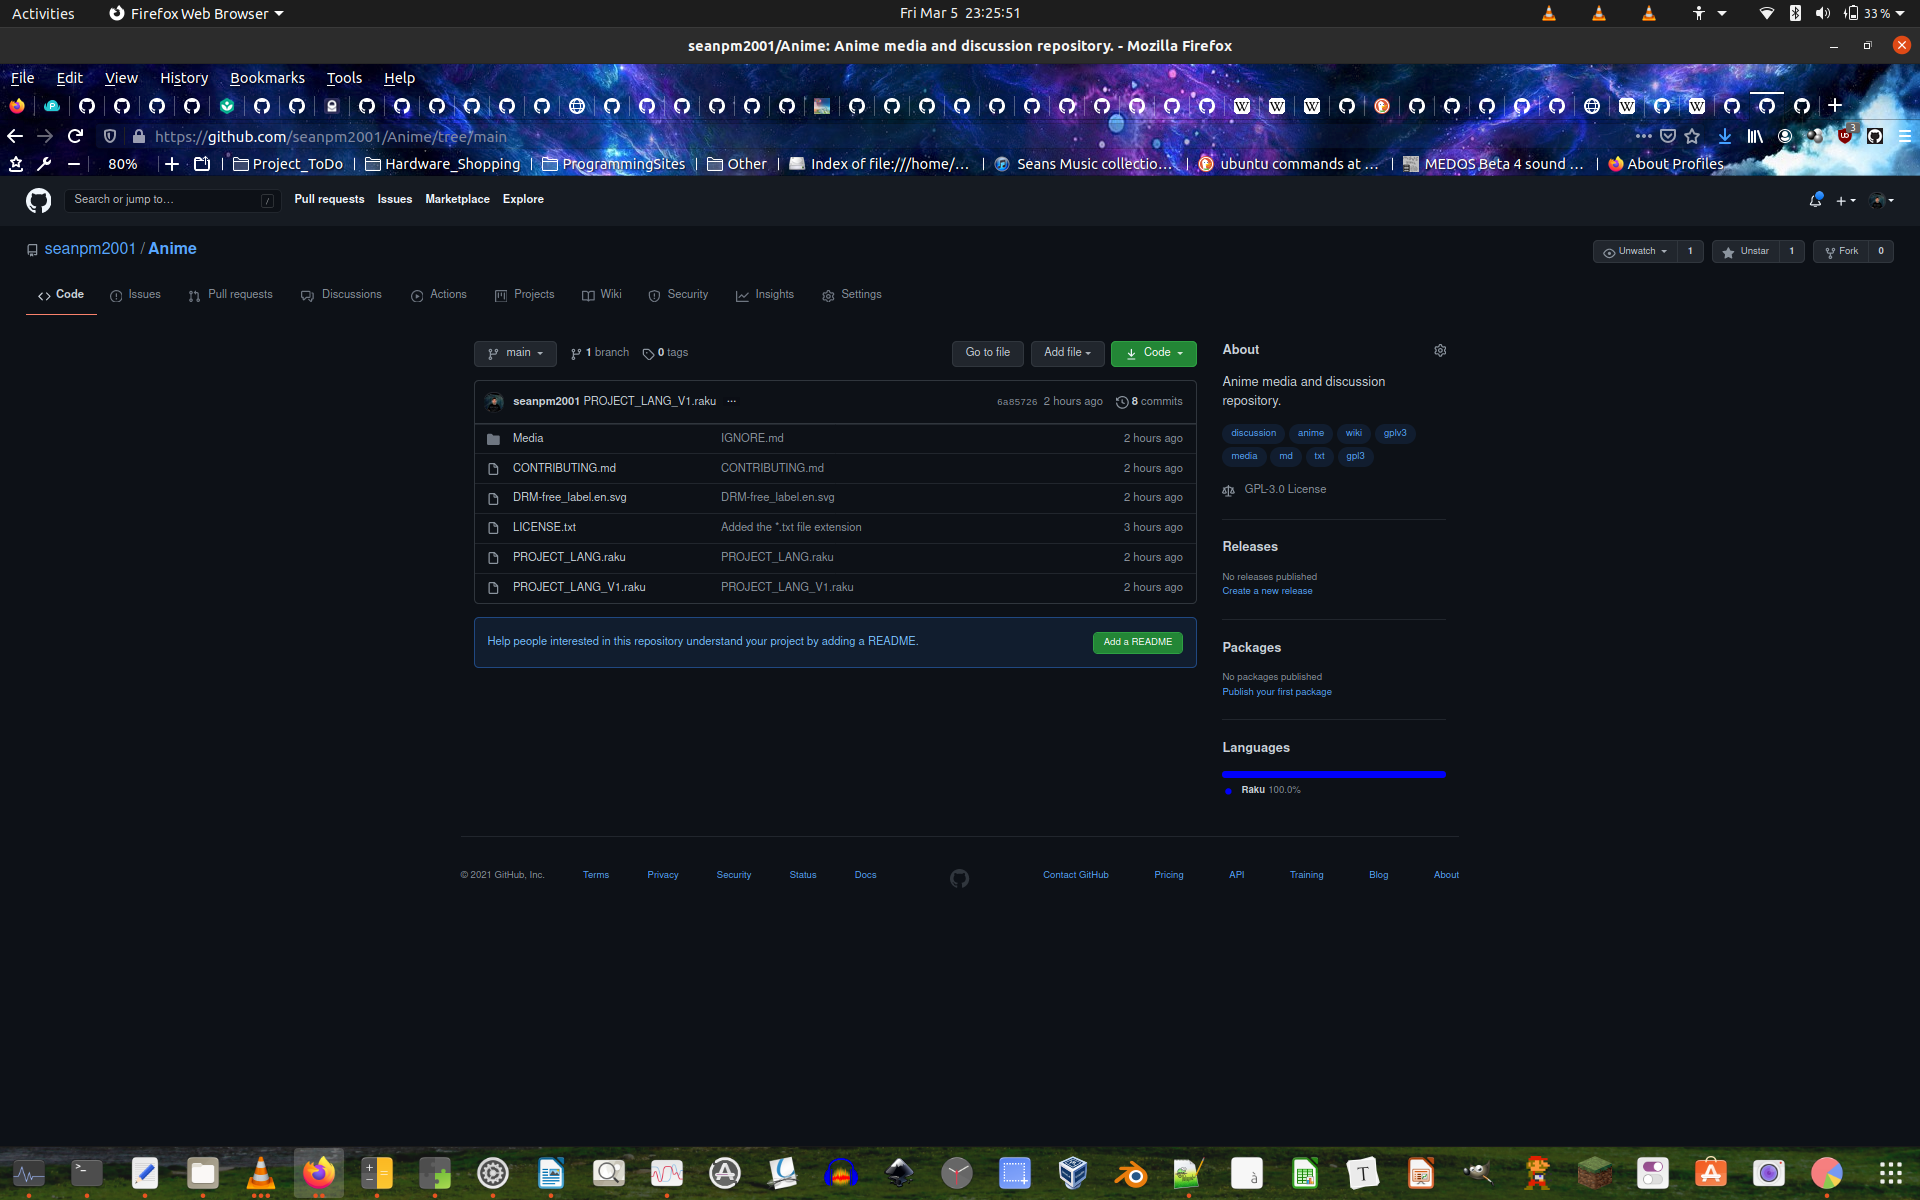 Activities Firefox Web Browser Fri Mar 5 23:25:51 33 %
seanpm2001/Anime: Anime media and discussion repository. - Mozilla Firefox
File Edit View History Bookmarks Tools Help
https://github.com/seanpm2001/Anime/tree/main 3
80% Project_ToDo Hardware_Shopping ProgrammingSites Other Index of file:///home/... Seans Music collectio... ubuntu commands at ... MEDOS Beta 4 sound ... About Profiles
Search or jump to... / Pull requests Issues Marketplace Explore
seanpm2001 / Anime Unwatch 1 Unstar 1 Fork 0
Code Issues Pull requests Discussions Actions Projects Wiki Security Insights Settings
main 1 branch 0 tags Go to file Add file Code
seanpm2001 PROJECT_LANG_V1.raku ... 6a85726 2 hours ago 8 commits
Media IGNORE.md 2 hours ago
CONTRIBUTING.md CONTRIBUTING.md 2 hours ago
DRM-free_label.en.svg DRM-free_label.en.svg 2 hours ago
LICENSE.txt Added the *.txt file extension 3 hours ago
PROJECT_LANG.raku PROJECT_LANG.raku 2 hours ago
PROJECT_LANG_V1.raku PROJECT_LANG_V1.raku 2 hours ago
Help people interested in this repository understand your project by adding a README. Add a README
About
Anime media and discussion
repository.
discussion anime wiki gplv3
media md txt gpl3
GPL-3.0 License
Releases
No releases published
Create a new release
Packages
No packages published
Publish your first package
Languages
Raku 100.0%
© 2021 GitHub, Inc. Terms Privacy Security Status Docs Contact GitHub Pricing API Training Blog About